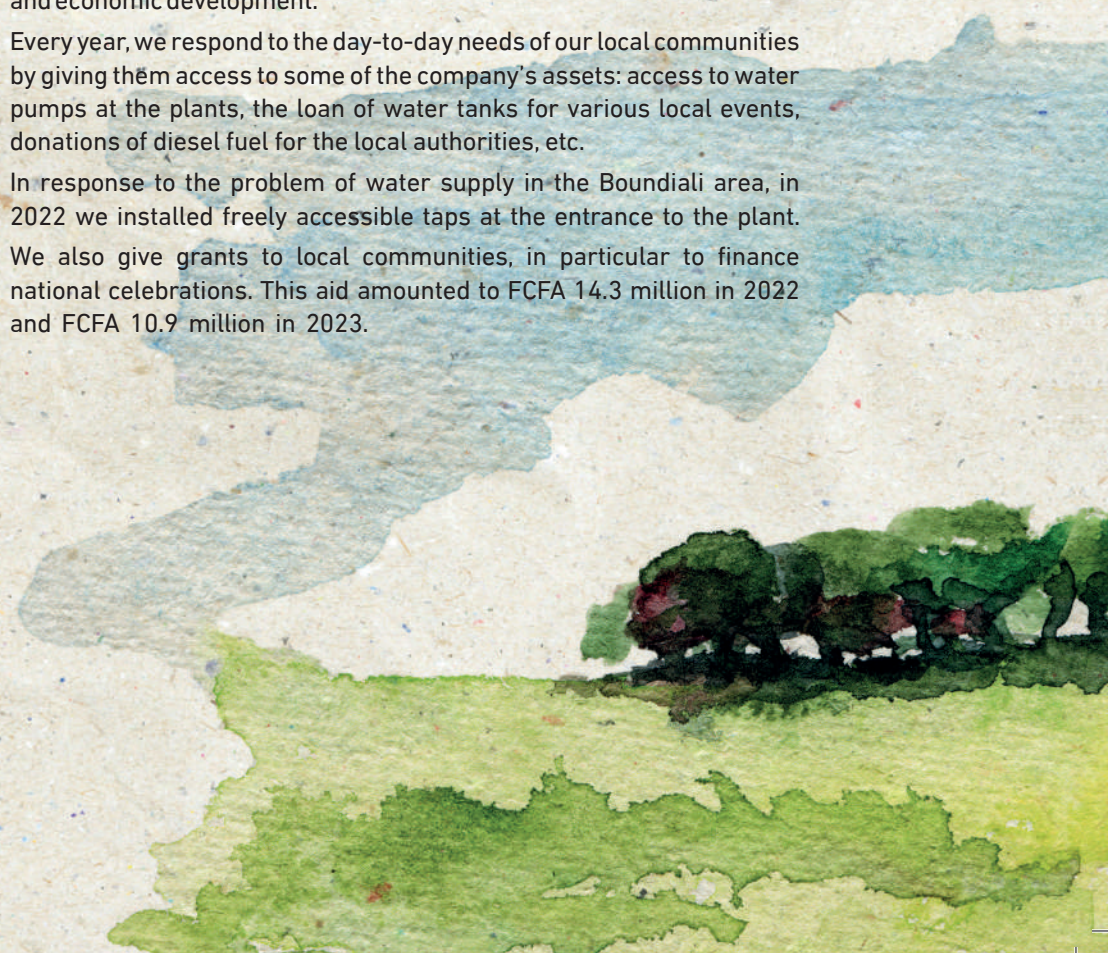 and economic development.
Every year, we respond to the day-to-day needs of our local communities
by giving them access to some of the company's assets: access to water
pumps at the plants, the loan of water tanks for various local events,
donations of diesel fuel for the local authorities, etc.
In response to the problem of water supply in the Boundiali area, in
2022 we installed freely accessible taps at the entrance to the plant.
We also give grants to local communities, in particular to finance
national celebrations. This aid amounted to FCFA 14.3 million in 2022
and FCFA 10.9 million in 2023.